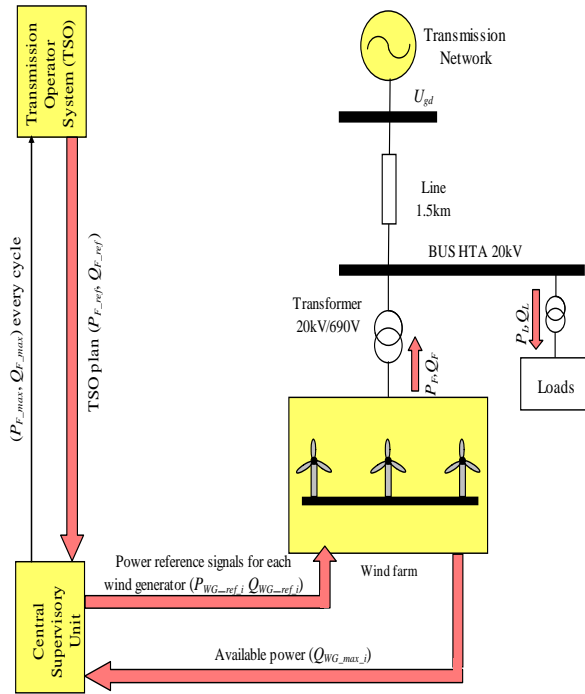 Transmission
Operator
System (TSO)
(P_F_max, Q_F_max) every cycle
TSO plan (P_F_ref, Q_F_ref)
Central
Supervisory
Unit
Transmission
Network
U_gd
Line
1.5km
BUS HTA 20kV
Transformer
20kV/690V
P_F, Q_F
P_L, Q_L
Loads
Wind farm
Power reference signals for each
wind generator (P_WG_ref_i Q_WG_ref_i)
Available power (Q_WG_max_i)